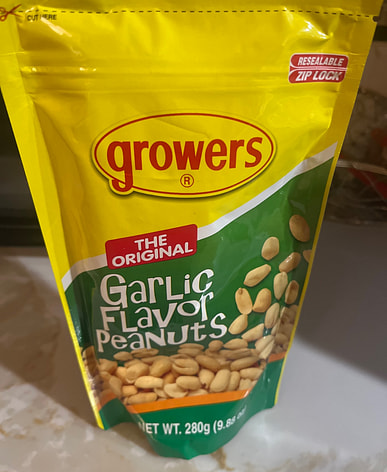 CUT HERE
RESEALABLE
ZIP LOCK
growers
®
THE
ORIGINAL
Garlic
Flavor
Peanuts
NET WT. 280g (9.88 oz